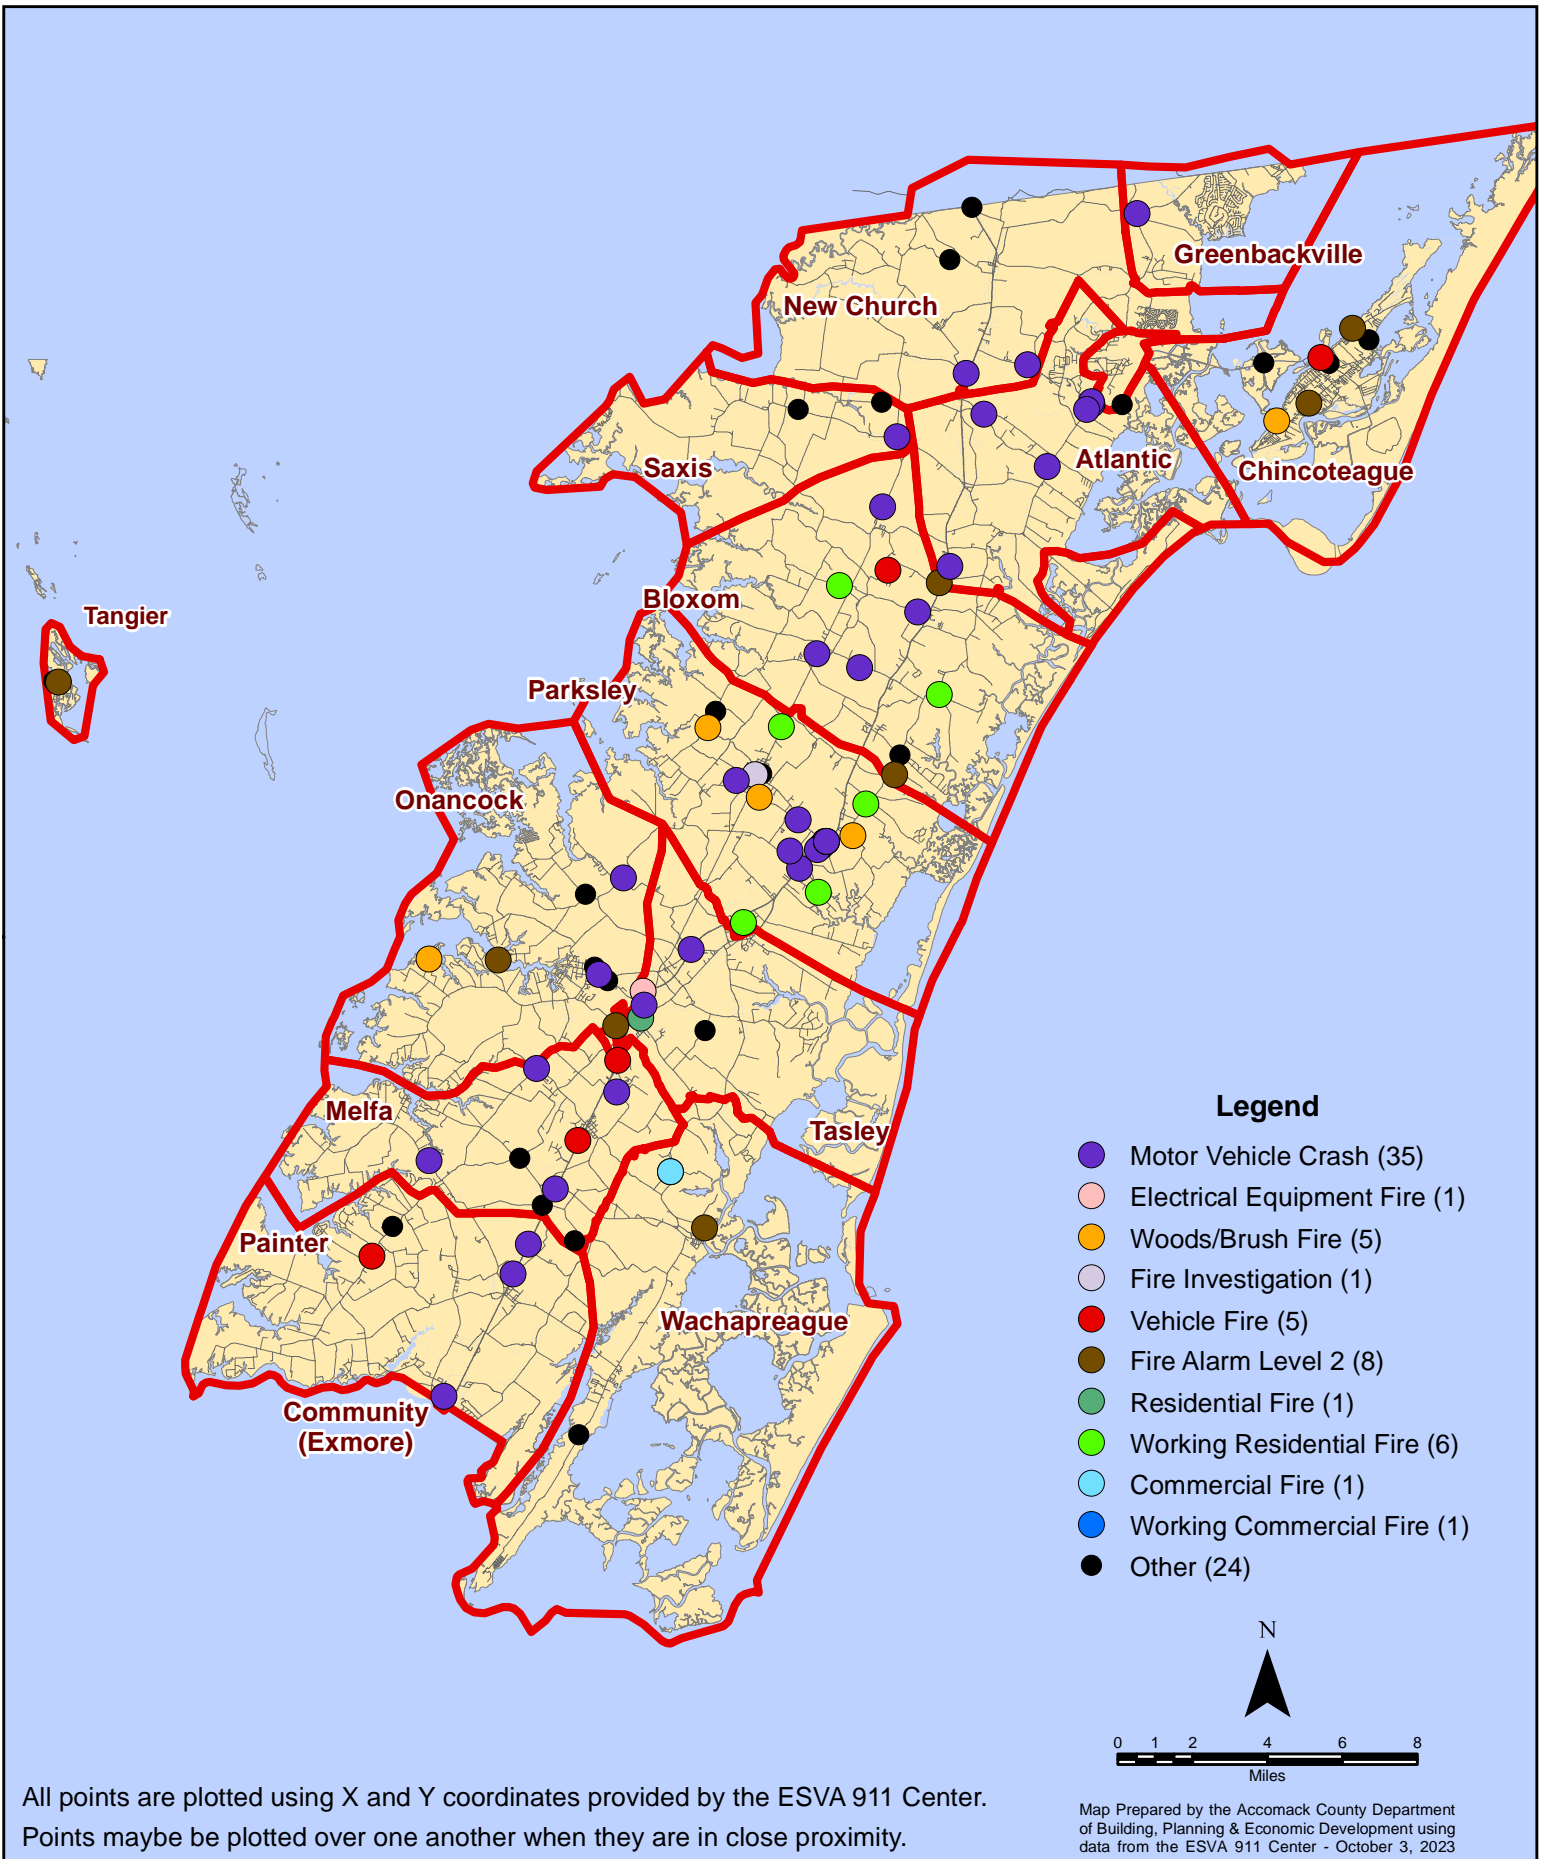 Greenbackville
New Church
Atlantic
Saxis
Chincoteague
Bloxom
Tangier
Parksley
Onancock
Melfa
Tasley
Painter
Wachapreague
Community
(Exmore)
Legend
Motor Vehicle Crash (35)
Electrical Equipment Fire (1)
Woods/Brush Fire (5)
Fire Investigation (1)
Vehicle Fire (5)
Fire Alarm Level 2 (8)
Residential Fire (1)
Working Residential Fire (6)
Commercial Fire (1)
Working Commercial Fire (1)
Other (24)
N
0 1 2 4 6 8
Miles
All points are plotted using X and Y coordinates provided by the ESVA 911 Center.
Points maybe be plotted over one another when they are in close proximity.
Map Prepared by the Accomack County Department
of Building, Planning & Economic Development using
data from the ESVA 911 Center - October 3, 2023